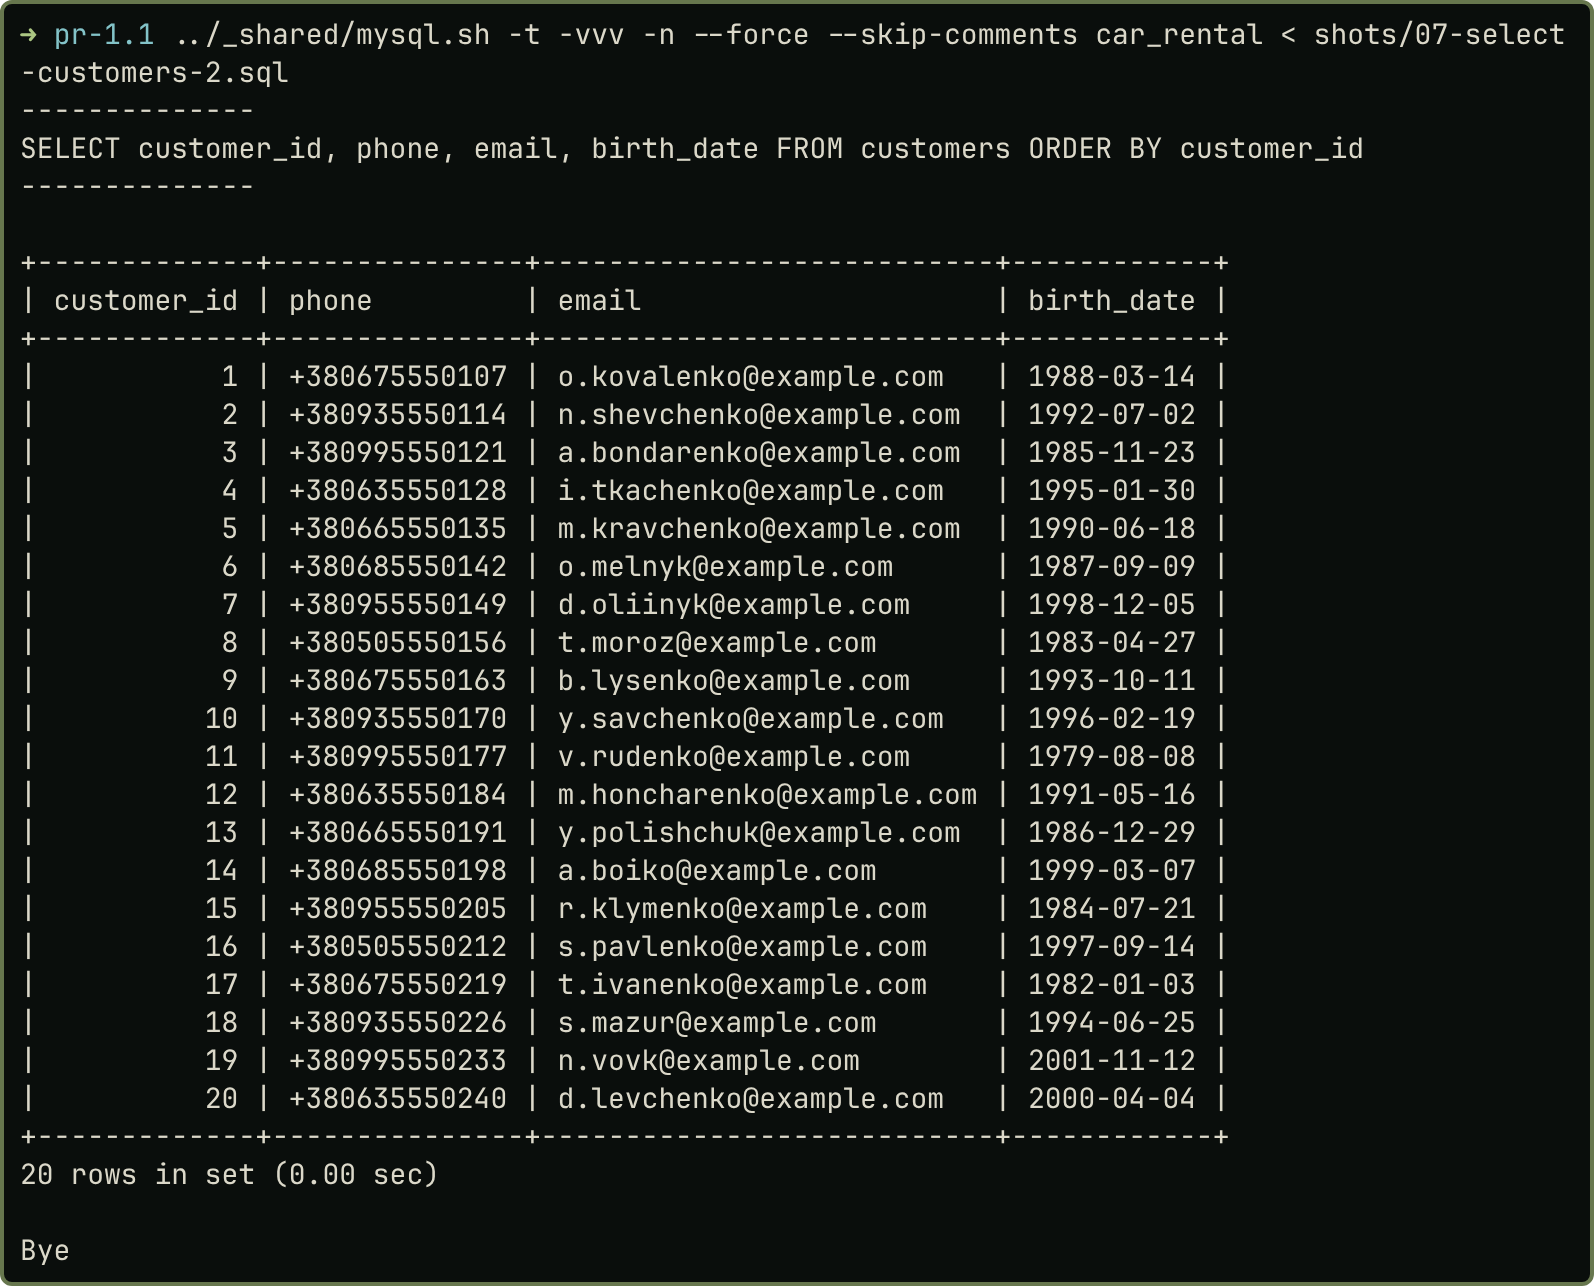 ➜ pr-1.1 ../_shared/mysql.sh -t -vvv -n --force --skip-comments car_rental < shots/07-select
-customers-2.sql
--------------
SELECT customer_id, phone, email, birth_date FROM customers ORDER BY customer_id
--------------

+-------------+---------------+---------------------------+------------+
| customer_id | phone         | email                     | birth_date |
+-------------+---------------+---------------------------+------------+
|           1 | +380675550107 | o.kovalenko@example.com   | 1988-03-14 |
|           2 | +380935550114 | n.shevchenko@example.com  | 1992-07-02 |
|           3 | +380995550121 | a.bondarenko@example.com  | 1985-11-23 |
|           4 | +380635550128 | i.tkachenko@example.com   | 1995-01-30 |
|           5 | +380665550135 | m.kravchenko@example.com  | 1990-06-18 |
|           6 | +380685550142 | o.melnyk@example.com      | 1987-09-09 |
|           7 | +380955550149 | d.oliinyk@example.com     | 1998-12-05 |
|           8 | +380505550156 | t.moroz@example.com       | 1983-04-27 |
|           9 | +380675550163 | b.lysenko@example.com     | 1993-10-11 |
|          10 | +380935550170 | y.savchenko@example.com   | 1996-02-19 |
|          11 | +380995550177 | v.rudenko@example.com     | 1979-08-08 |
|          12 | +380635550184 | m.honcharenko@example.com | 1991-05-16 |
|          13 | +380665550191 | y.polishchuk@example.com  | 1986-12-29 |
|          14 | +380685550198 | a.boiko@example.com       | 1999-03-07 |
|          15 | +380955550205 | r.klymenko@example.com    | 1984-07-21 |
|          16 | +380505550212 | s.pavlenko@example.com    | 1997-09-14 |
|          17 | +380675550219 | t.ivanenko@example.com    | 1982-01-03 |
|          18 | +380935550226 | s.mazur@example.com       | 1994-06-25 |
|          19 | +380995550233 | n.vovk@example.com        | 2001-11-12 |
|          20 | +380635550240 | d.levchenko@example.com   | 2000-04-04 |
+-------------+---------------+---------------------------+------------+
20 rows in set (0.00 sec)

Bye